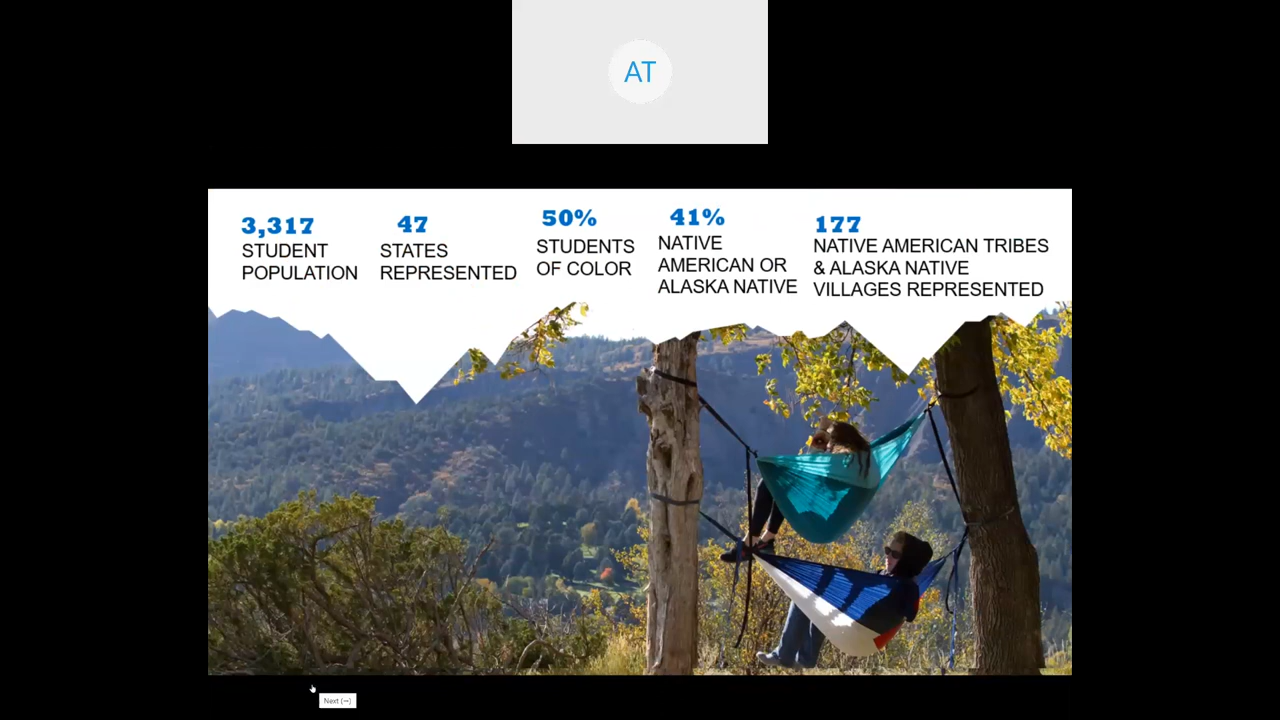 AT
3,317
STUDENT
POPULATION
47
STATES
REPRESENTED
50%
STUDENTS
OF COLOR
41%
NATIVE
AMERICAN OR
ALASKA NATIVE
177
NATIVE AMERICAN TRIBES
& ALASKA NATIVE
VILLAGES REPRESENTED
Next (→)